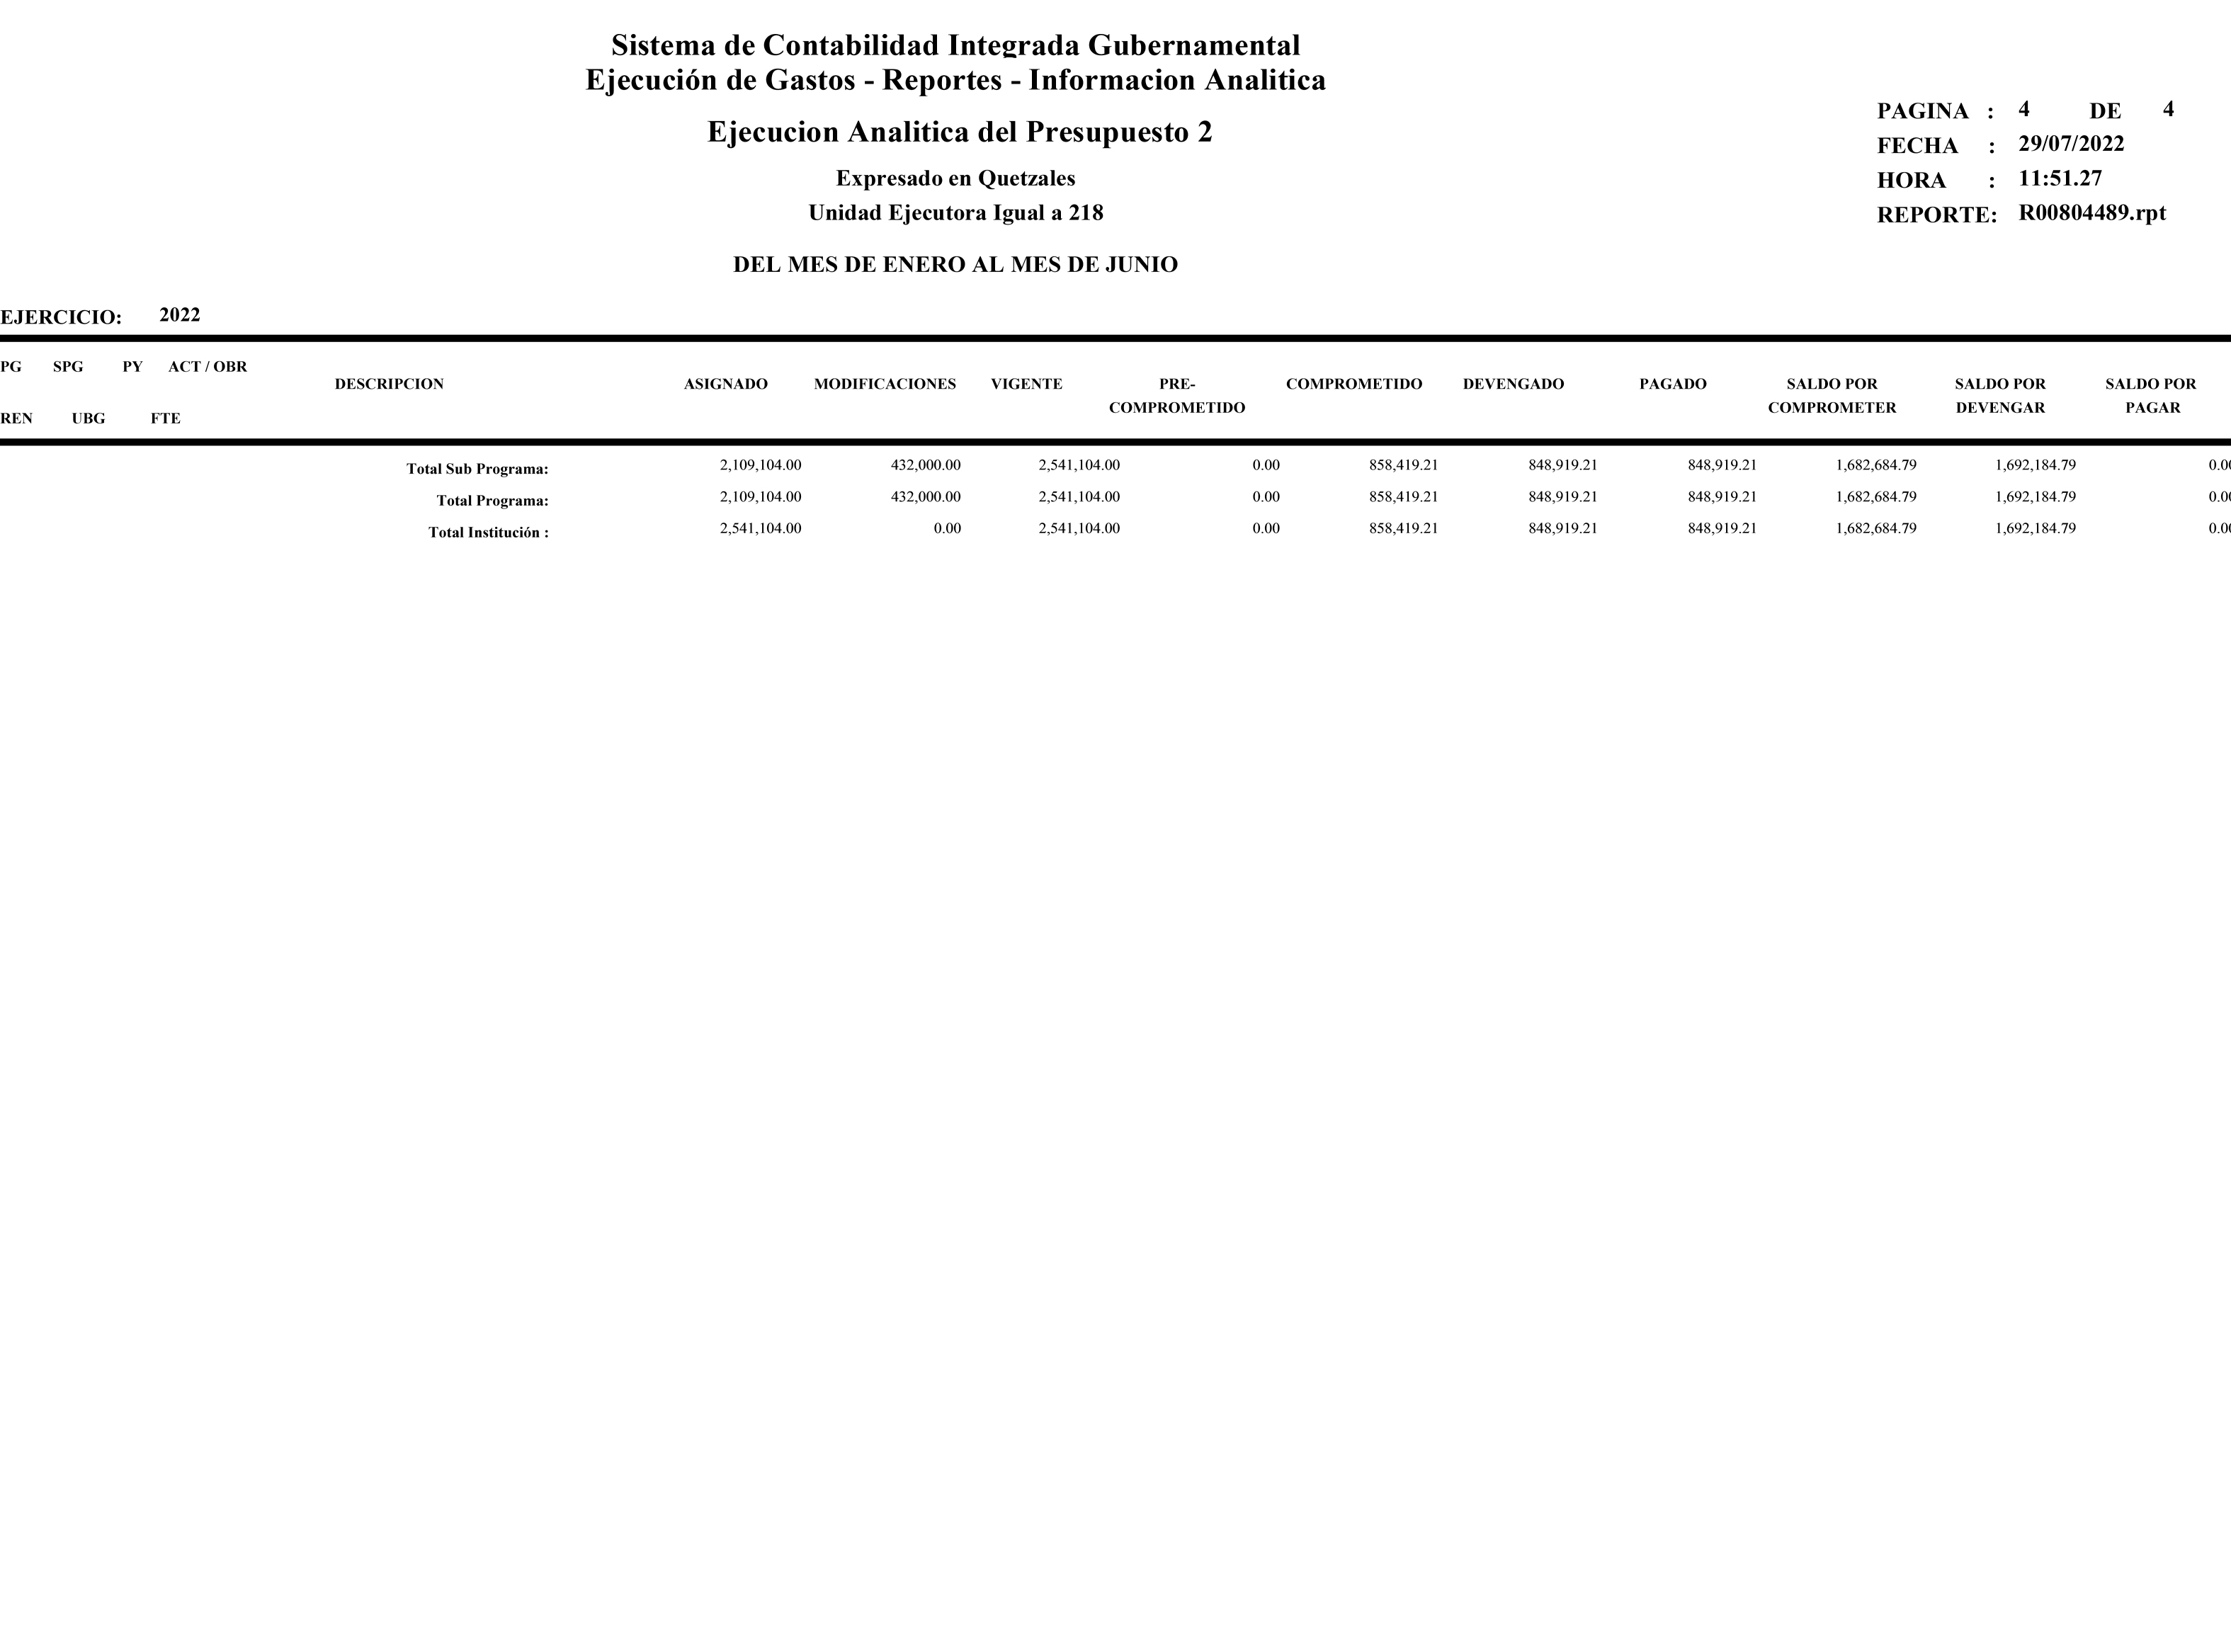 Sistema de Contabilidad Integrada Gubernamental
Ejecución de Gastos - Reportes - Informacion Analitica
Ejecucion Analitica del Presupuesto 2
Expresado en Quetzales
Unidad Ejecutora Igual a 218
DEL MES DE ENERO AL MES DE JUNIO
PAGINA : 4 DE 4
FECHA : 29/07/2022
HORA : 11:51.27
REPORTE: R00804489.rpt
EJERCICIO: 2022
PG SPG PY ACT / OBR
DESCRIPCION ASIGNADO MODIFICACIONES VIGENTE PRE- COMPROMETIDO DEVENGADO PAGADO SALDO POR SALDO POR SALDO POR
COMPROMETIDO COMPROMETER DEVENGAR PAGAR
REN UBG FTE
Total Sub Programa: 2,109,104.00 432,000.00 2,541,104.00 0.00 858,419.21 848,919.21 848,919.21 1,682,684.79 1,692,184.79 0.00
Total Programa: 2,109,104.00 432,000.00 2,541,104.00 0.00 858,419.21 848,919.21 848,919.21 1,682,684.79 1,692,184.79 0.00
Total Institución : 2,541,104.00 0.00 2,541,104.00 0.00 858,419.21 848,919.21 848,919.21 1,682,684.79 1,692,184.79 0.00